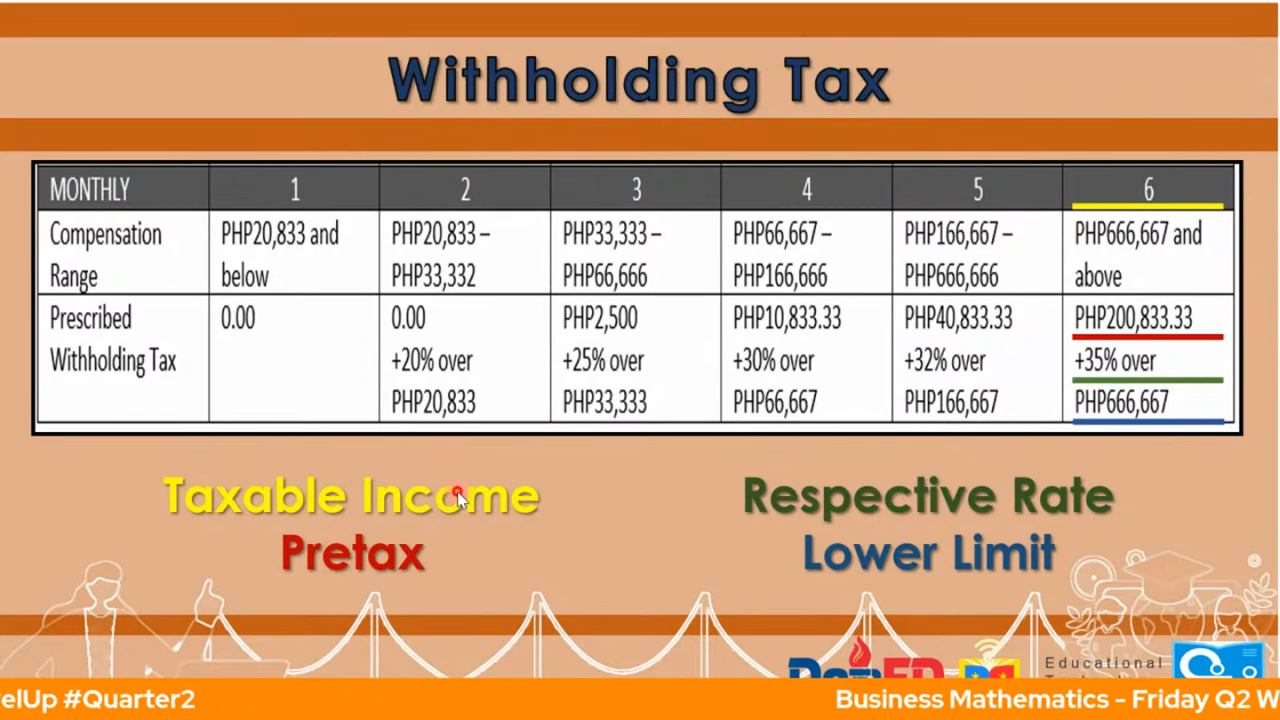 Withholding Tax
MONTHLY 1 2 3 4 5 6
Compensation PHP20,833 and PHP20,833 – PHP33,333 – PHP66,667 – PHP166,667 – PHP666,667 and
Range below PHP33,332 PHP66,666 PHP166,666 PHP666,666 above
Prescribed 0.00 0.00 PHP2,500 PHP10,833.33 PHP40,833.33 PHP200,833.33
Withholding Tax +20% over +25% over +30% over +32% over +35% over
PHP20,833 PHP33,333 PHP66,667 PHP166,667 PHP666,667
Taxable Income Respective Rate
Pretax Lower Limit
DepED
Educational
velUp #Quarter2 Business Mathematics - Friday Q2 W